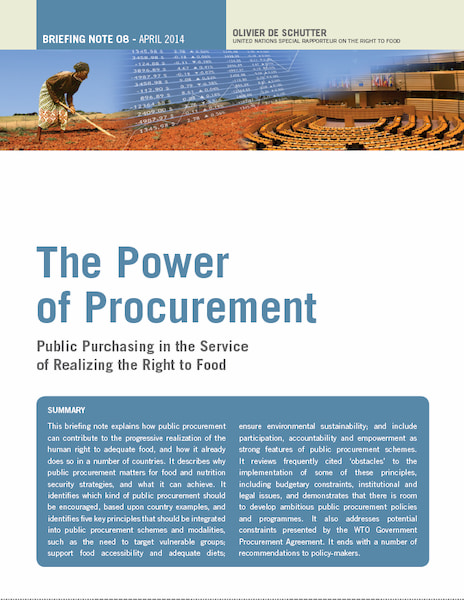 BRIEFING NOTE 08 - APRIL 2014
OLIVIER DE SCHUTTER
UNITED NATIONS SPECIAL RAPPORTEUR ON THE RIGHT TO FOOD
The Power
of Procurement
Public Purchasing in the Service
of Realizing the Right to Food
SUMMARY
This briefing note explains how public procurement
can contribute to the progressive realization of the
human right to adequate food, and how it already
does so in a number of countries. It describes why
public procurement matters for food and nutrition
security strategies, and what it can achieve. It
identifies which kind of public procurement should
be encouraged, based upon country examples, and
identifies five key principles that should be integrated
into public procurement schemes and modalities,
such as the need to target vulnerable groups;
support food accessibility and adequate diets;
ensure environmental sustainability; and include
participation, accountability and empowerment as
strong features of public procurement schemes.
It reviews frequently cited ‘obstacles’ to the
implementation of some of these principles,
including budgetary constraints, institutional and
legal issues, and demonstrates that there is room
to develop ambitious public procurement policies
and programmes. It also addresses potential
constraints presented by the WTO Government
Procurement Agreement. It ends with a number of
recommendations to policy-makers.